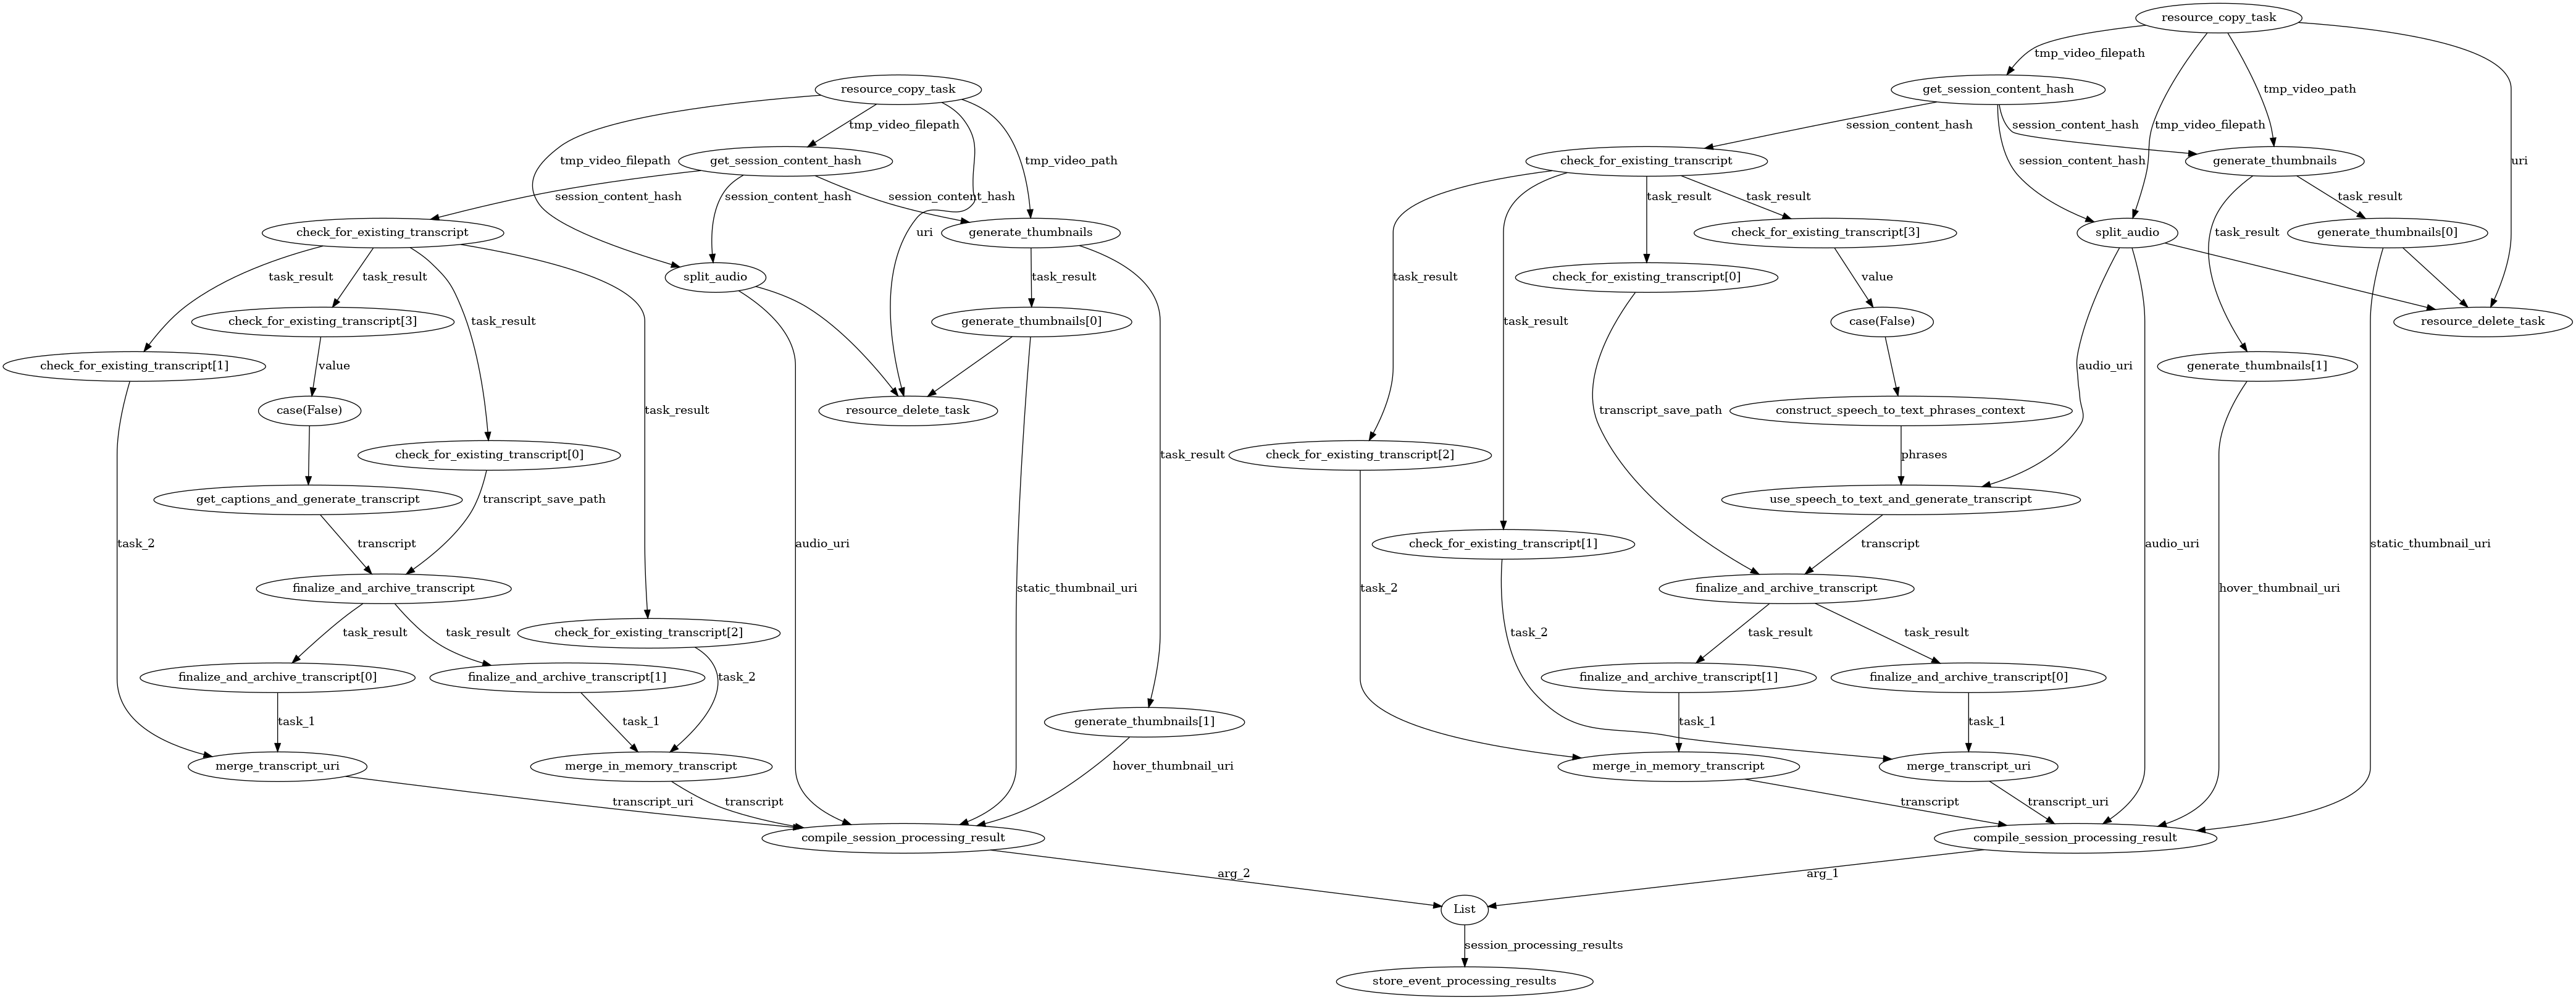 resource_copy_task
tmp_video_filepath
resource_copy_task
get_session_content_hash
tmp_video_path
tmp_video_filepath
session_content_hash
session_content_hash
tmp_video_filepath
tmp_video_filepath
get_session_content_hash
tmp_video_path
check_for_existing_transcript
session_content_hash
generate_thumbnails
uri
session_content_hash
session_content_hash
session_content_hash
task_result
task_result
task_result
check_for_existing_transcript
uri
generate_thumbnails
check_for_existing_transcript[3]
split_audio
task_result
generate_thumbnails[0]
task_result
task_result
split_audio
task_result
task_result
check_for_existing_transcript[0]
value
check_for_existing_transcript[3]
task_result
generate_thumbnails[0]
task_result
case(False)
resource_delete_task
check_for_existing_transcript[1]
value
audio_uri
generate_thumbnails[1]
case(False)
task_result
resource_delete_task
transcript_save_path
construct_speech_to_text_phrases_context
check_for_existing_transcript[0]
task_result
check_for_existing_transcript[2]
phrases
get_captions_and_generate_transcript
transcript_save_path
use_speech_to_text_and_generate_transcript
task_2
transcript
audio_uri
check_for_existing_transcript[1]
transcript
audio_uri
static_thumbnail_uri
finalize_and_archive_transcript
static_thumbnail_uri
task_2
finalize_and_archive_transcript
hover_thumbnail_uri
task_result
task_result
check_for_existing_transcript[2]
task_2
task_result
task_result
finalize_and_archive_transcript[0]
finalize_and_archive_transcript[1]
task_2
finalize_and_archive_transcript[1]
finalize_and_archive_transcript[0]
task_1
task_1
generate_thumbnails[1]
task_1
task_1
merge_transcript_uri
merge_in_memory_transcript
hover_thumbnail_uri
merge_in_memory_transcript
merge_transcript_uri
transcript_uri
transcript
transcript
transcript_uri
compile_session_processing_result
compile_session_processing_result
arg_2
arg_1
List
session_processing_results
store_event_processing_results